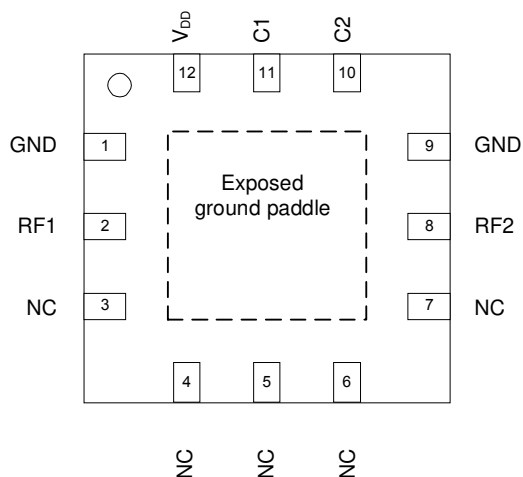 VDD
C1
C2
12
11
10
GND
1
9
GND
Exposed
ground paddle
RF1
2
8
RF2
NC
3
7
NC
4
5
6
NC
NC
NC